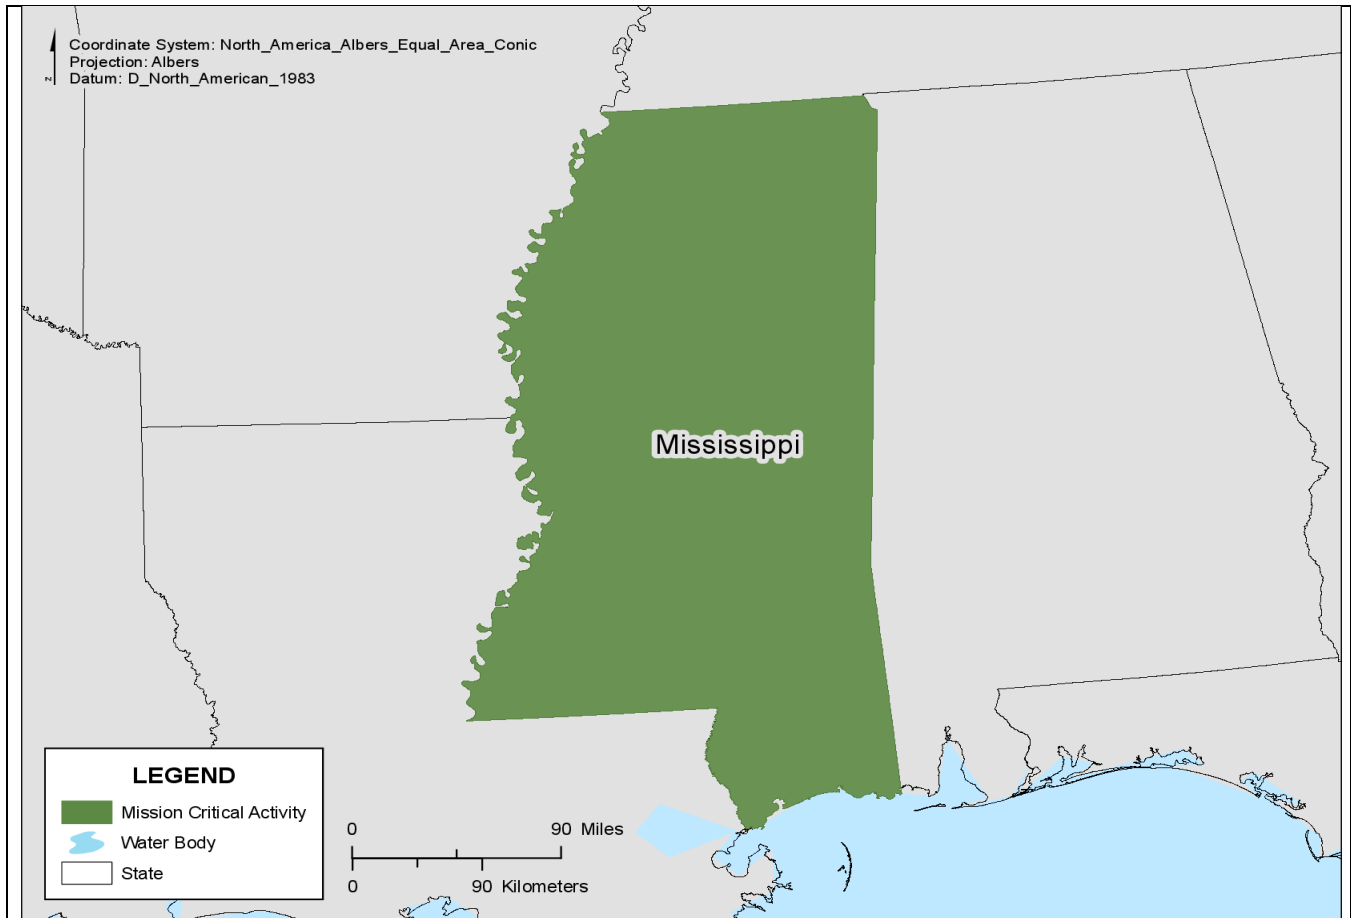 Coordinate System: North_America_Albers_Equal_Area_Conic
Projection: Albers
Datum: D_North_American_1983
z
Mississippi
LEGEND
Mission Critical Activity
Water Body
State
0 90 Miles
0 90 Kilometers